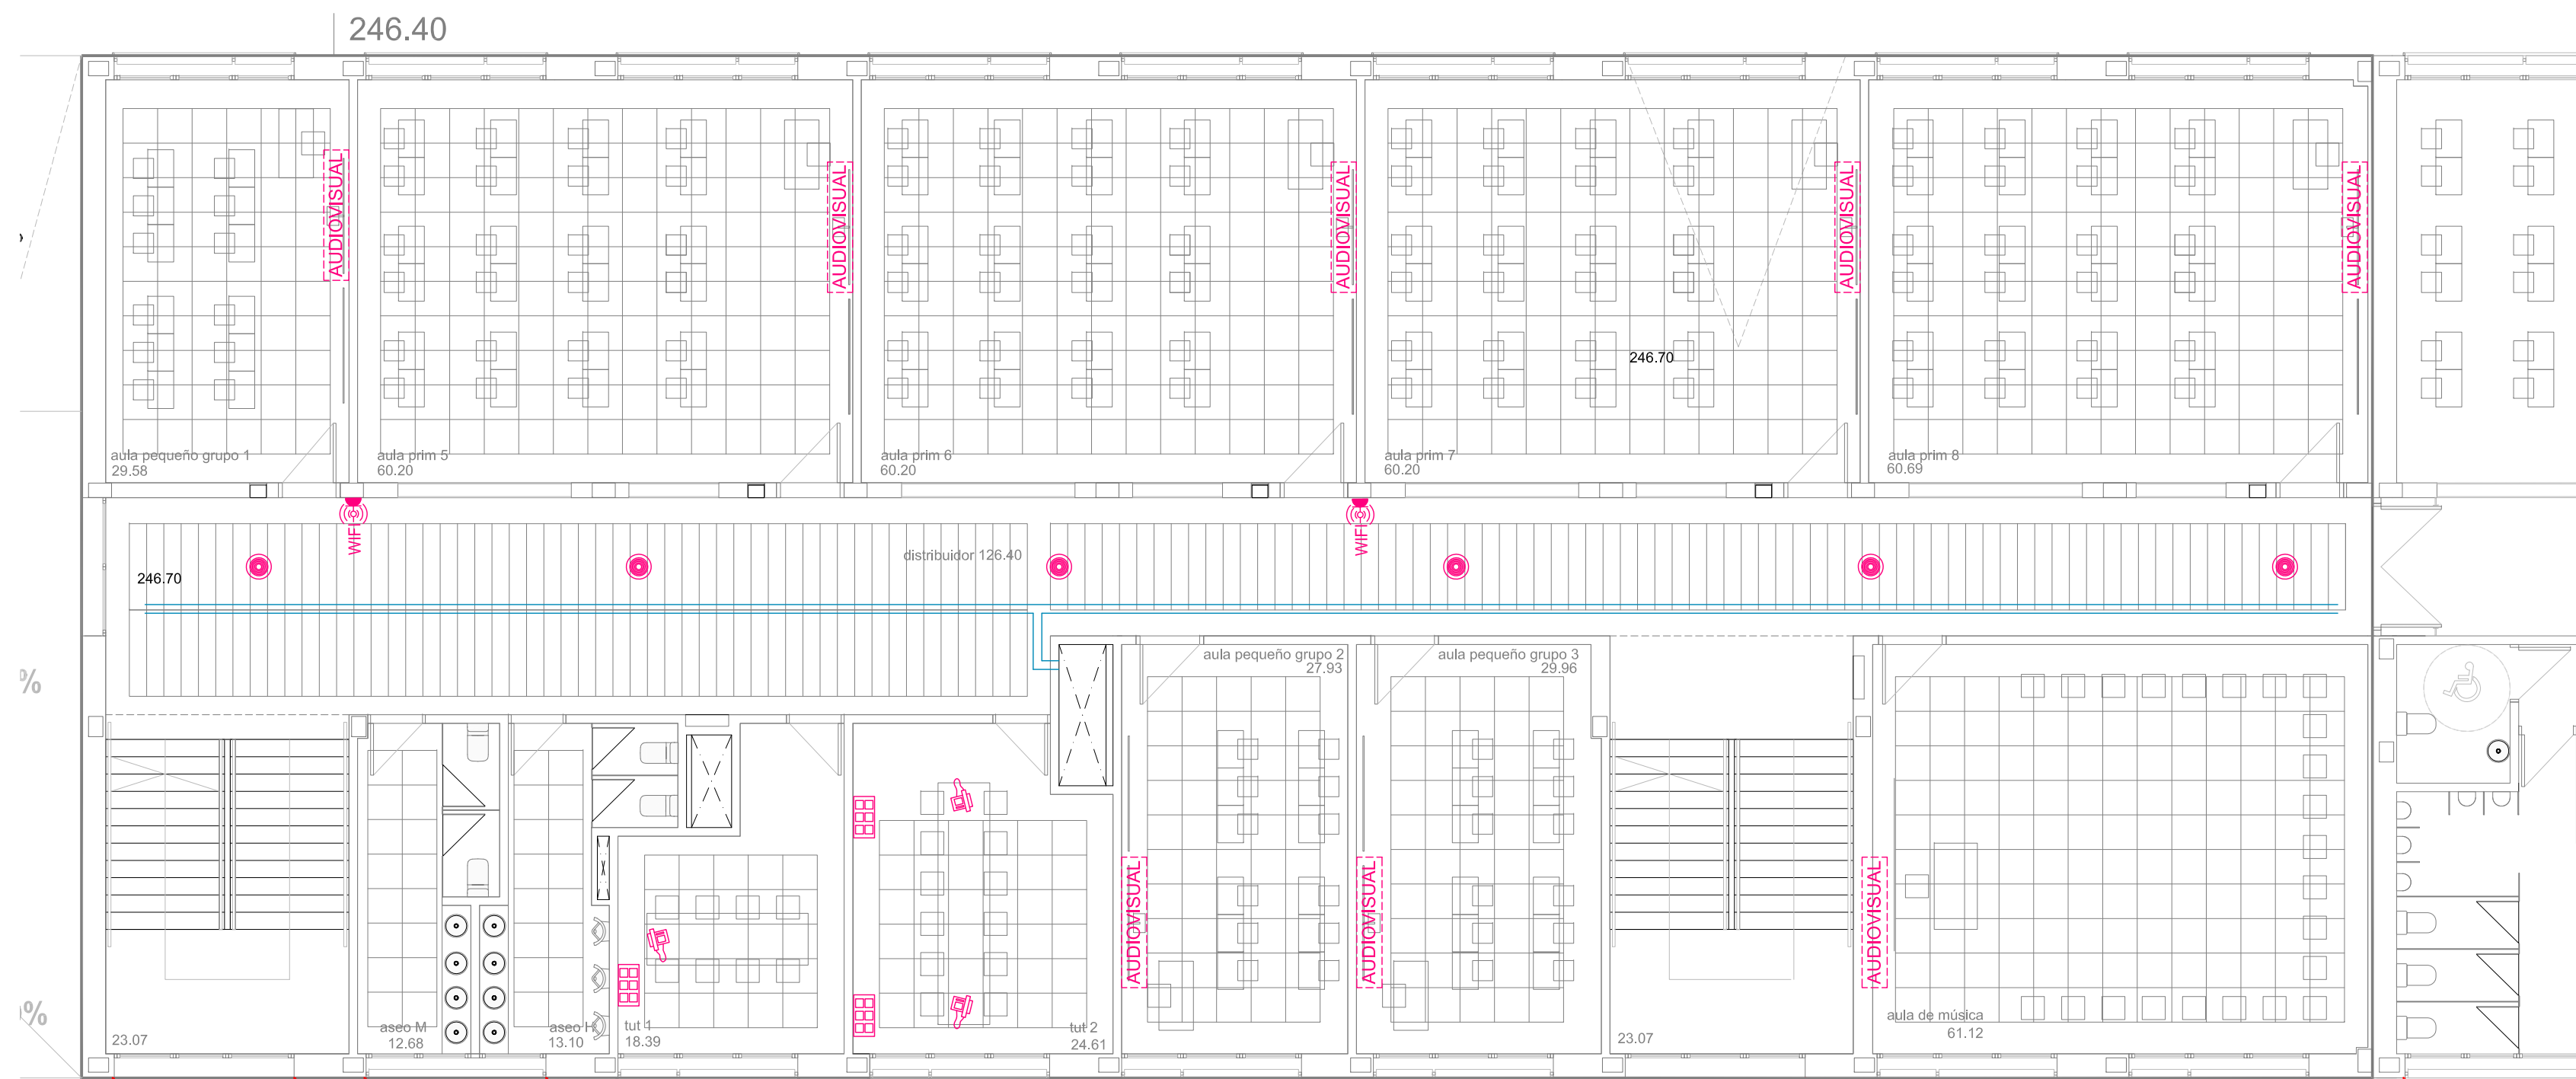 246.40
AUDIOVISUAL
AUDIOVISUAL
AUDIOVISUAL
AUDIOVISUAL
AUDIOVISUAL
246.70
aula pequeño grupo 1
29.58
aula prim 5
60.20
aula prim 6
60.20
aula prim 7
60.20
aula prim 8
60.69
WIFI
WIFI
distribuidor 126.40
246.70
aula pequeño grupo 2
27.93
aula pequeño grupo 3
29.96
%
AUDIOVISUAL
AUDIOVISUAL
AUDIOVISUAL
%
23.07
aseo M
12.68
aseo H
13.10
tut 1
18.39
tut 2
24.61
23.07
aula de música
61.12